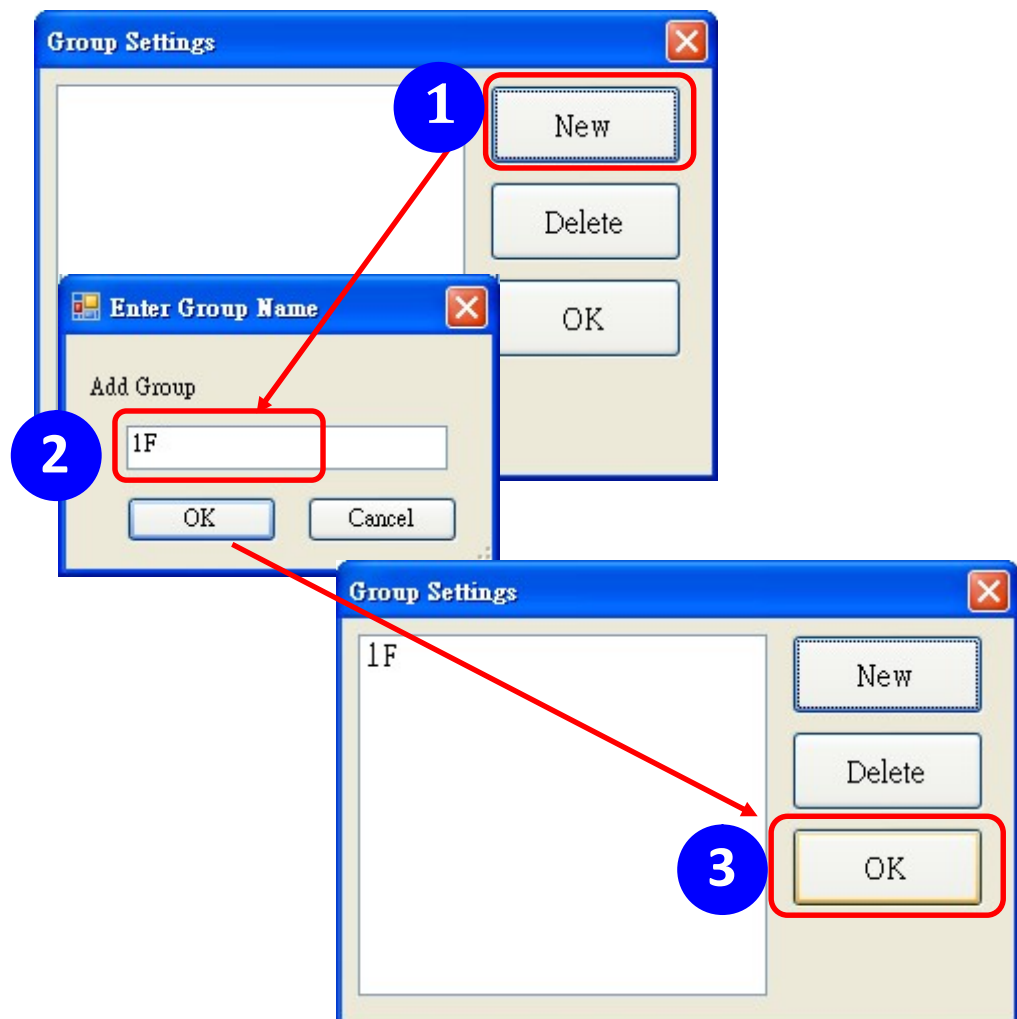 Group Settings
1
New
Delete
OK
Enter Group Name
Add Group
2
1F
OK
Cancel
Group Settings
1F
New
Delete
3
OK